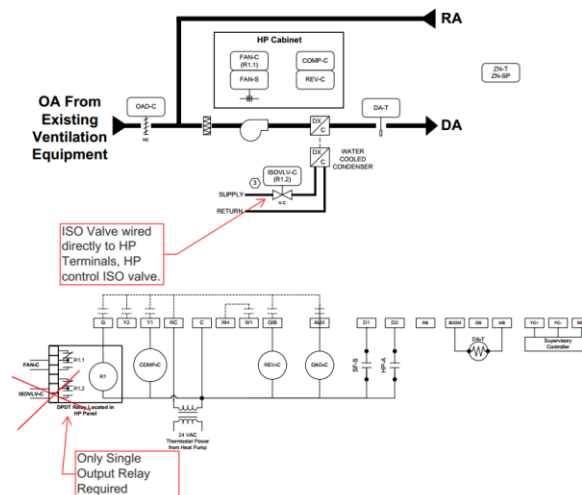 RA
HP Cabinet
FAN-C
(R1.1)
COMP-C
FAN-S
REV-C
ZN-T
ZN-SP
OA From
Existing
Ventilation
Equipment
OAD-C
NC
DX
C
DA-T
DA
DX
C
WATER
COOLED
CONDENSER
3
ISOVLV-C
(R1.2)
SUPPLY
N C
RETURN
ISO Valve wired
directly to HP
Terminals, HP
control ISO valve.
G Y2 Y1 RC C RH W1 O/B AUX D1 D2 RS SCOM OS
FC+ FC-
FAN-C
R1.1
R1
COMP-C
REV-C
OAD-C
SF-S
HP-A
DA-T
Supervisory
Controller
ISOVLV-C
R1.2
DPDT Relay Located in
HP Panel
24 VAC
Thermostat Power
from Heat Pump
Only Single
Output Relay
Required